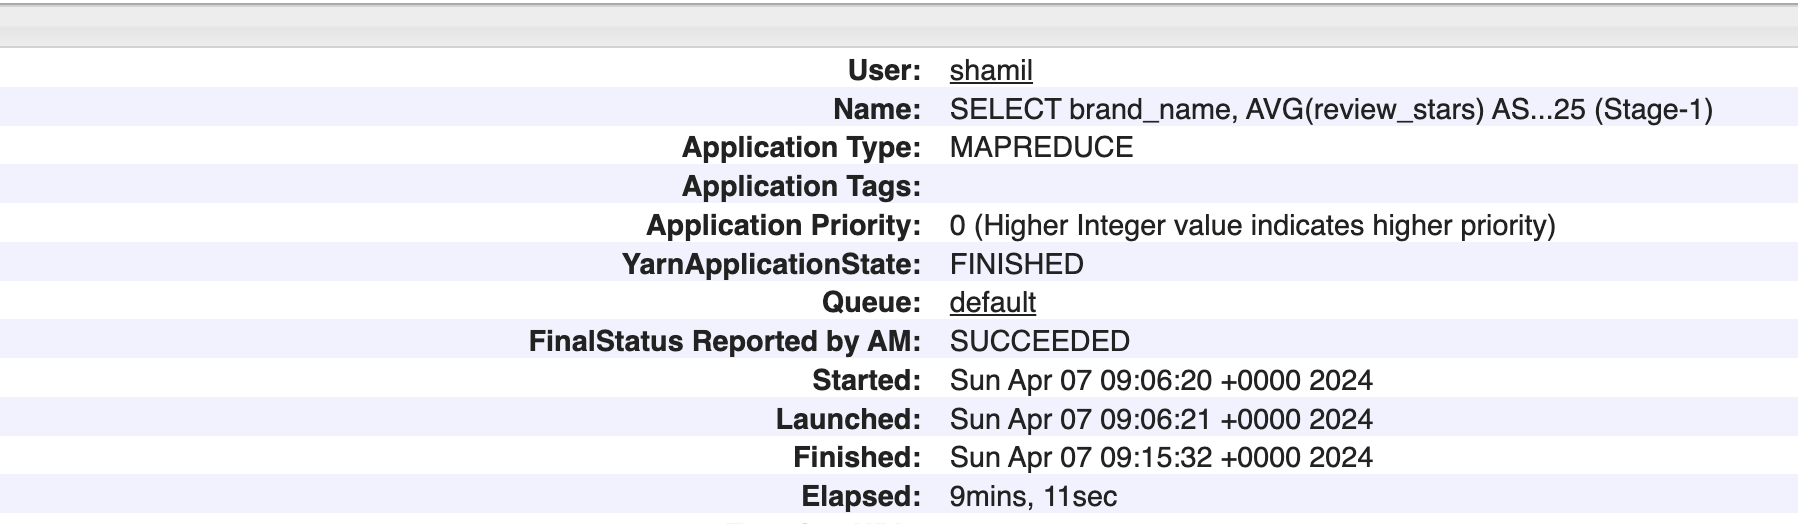 User: shamil
Name: SELECT brand_name, AVG(review_stars) AS...25 (Stage-1)
Application Type: MAPREDUCE
Application Tags:
Application Priority: 0 (Higher Integer value indicates higher priority)
YarnApplicationState: FINISHED
Queue: default
FinalStatus Reported by AM: SUCCEEDED
Started: Sun Apr 07 09:06:20 +0000 2024
Launched: Sun Apr 07 09:06:21 +0000 2024
Finished: Sun Apr 07 09:15:32 +0000 2024
Elapsed: 9mins, 11sec